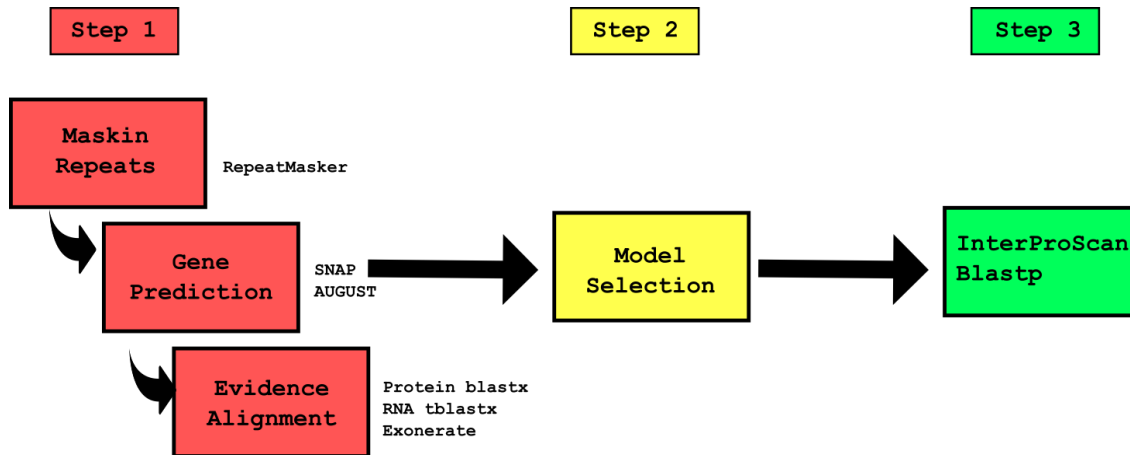 Step 1
Step 2
Step 3
Maskin
Repeats
RepeatMasker
Gene
Prediction
SNAP
AUGUST
Evidence
Alignment
Protein blastx
RNA tblastx
Exonerate
Model
Selection
InterProScan
Blastp